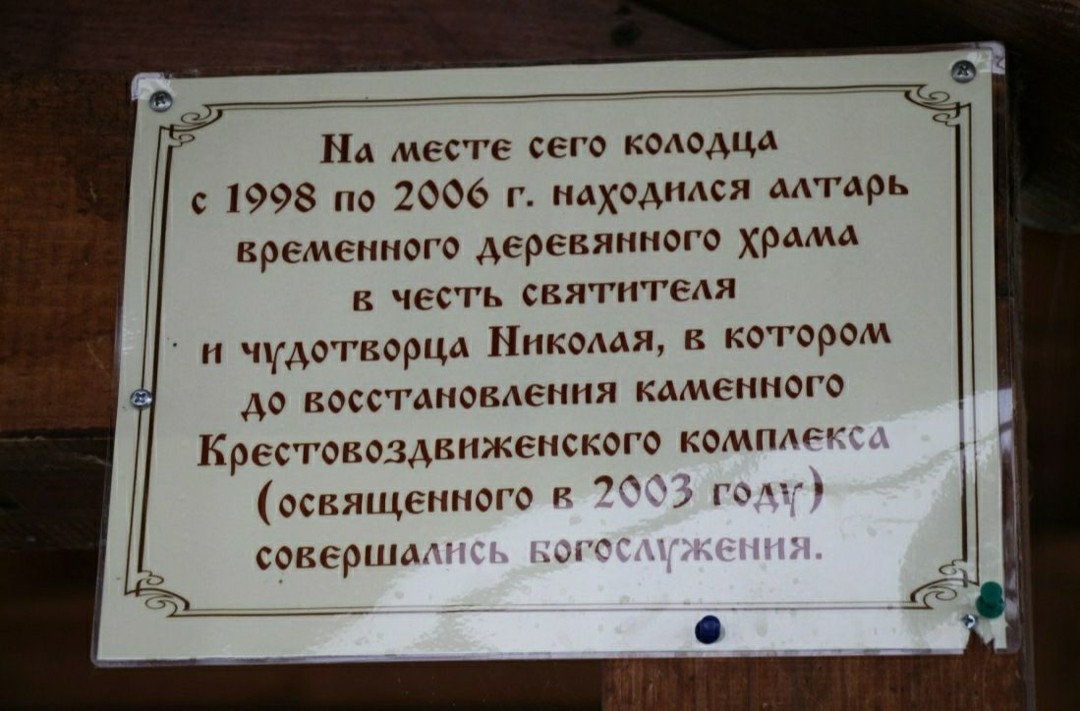 На месте сего колодца
с 1998 по 2006 г. находился алтарь
временного деревянного храма
в честь святителя
и чудотворца Николая, в котором
до восстановления каменного
Крестовоздвиженского комплекса
(освященного в 2003 году)
совершались богослужения.